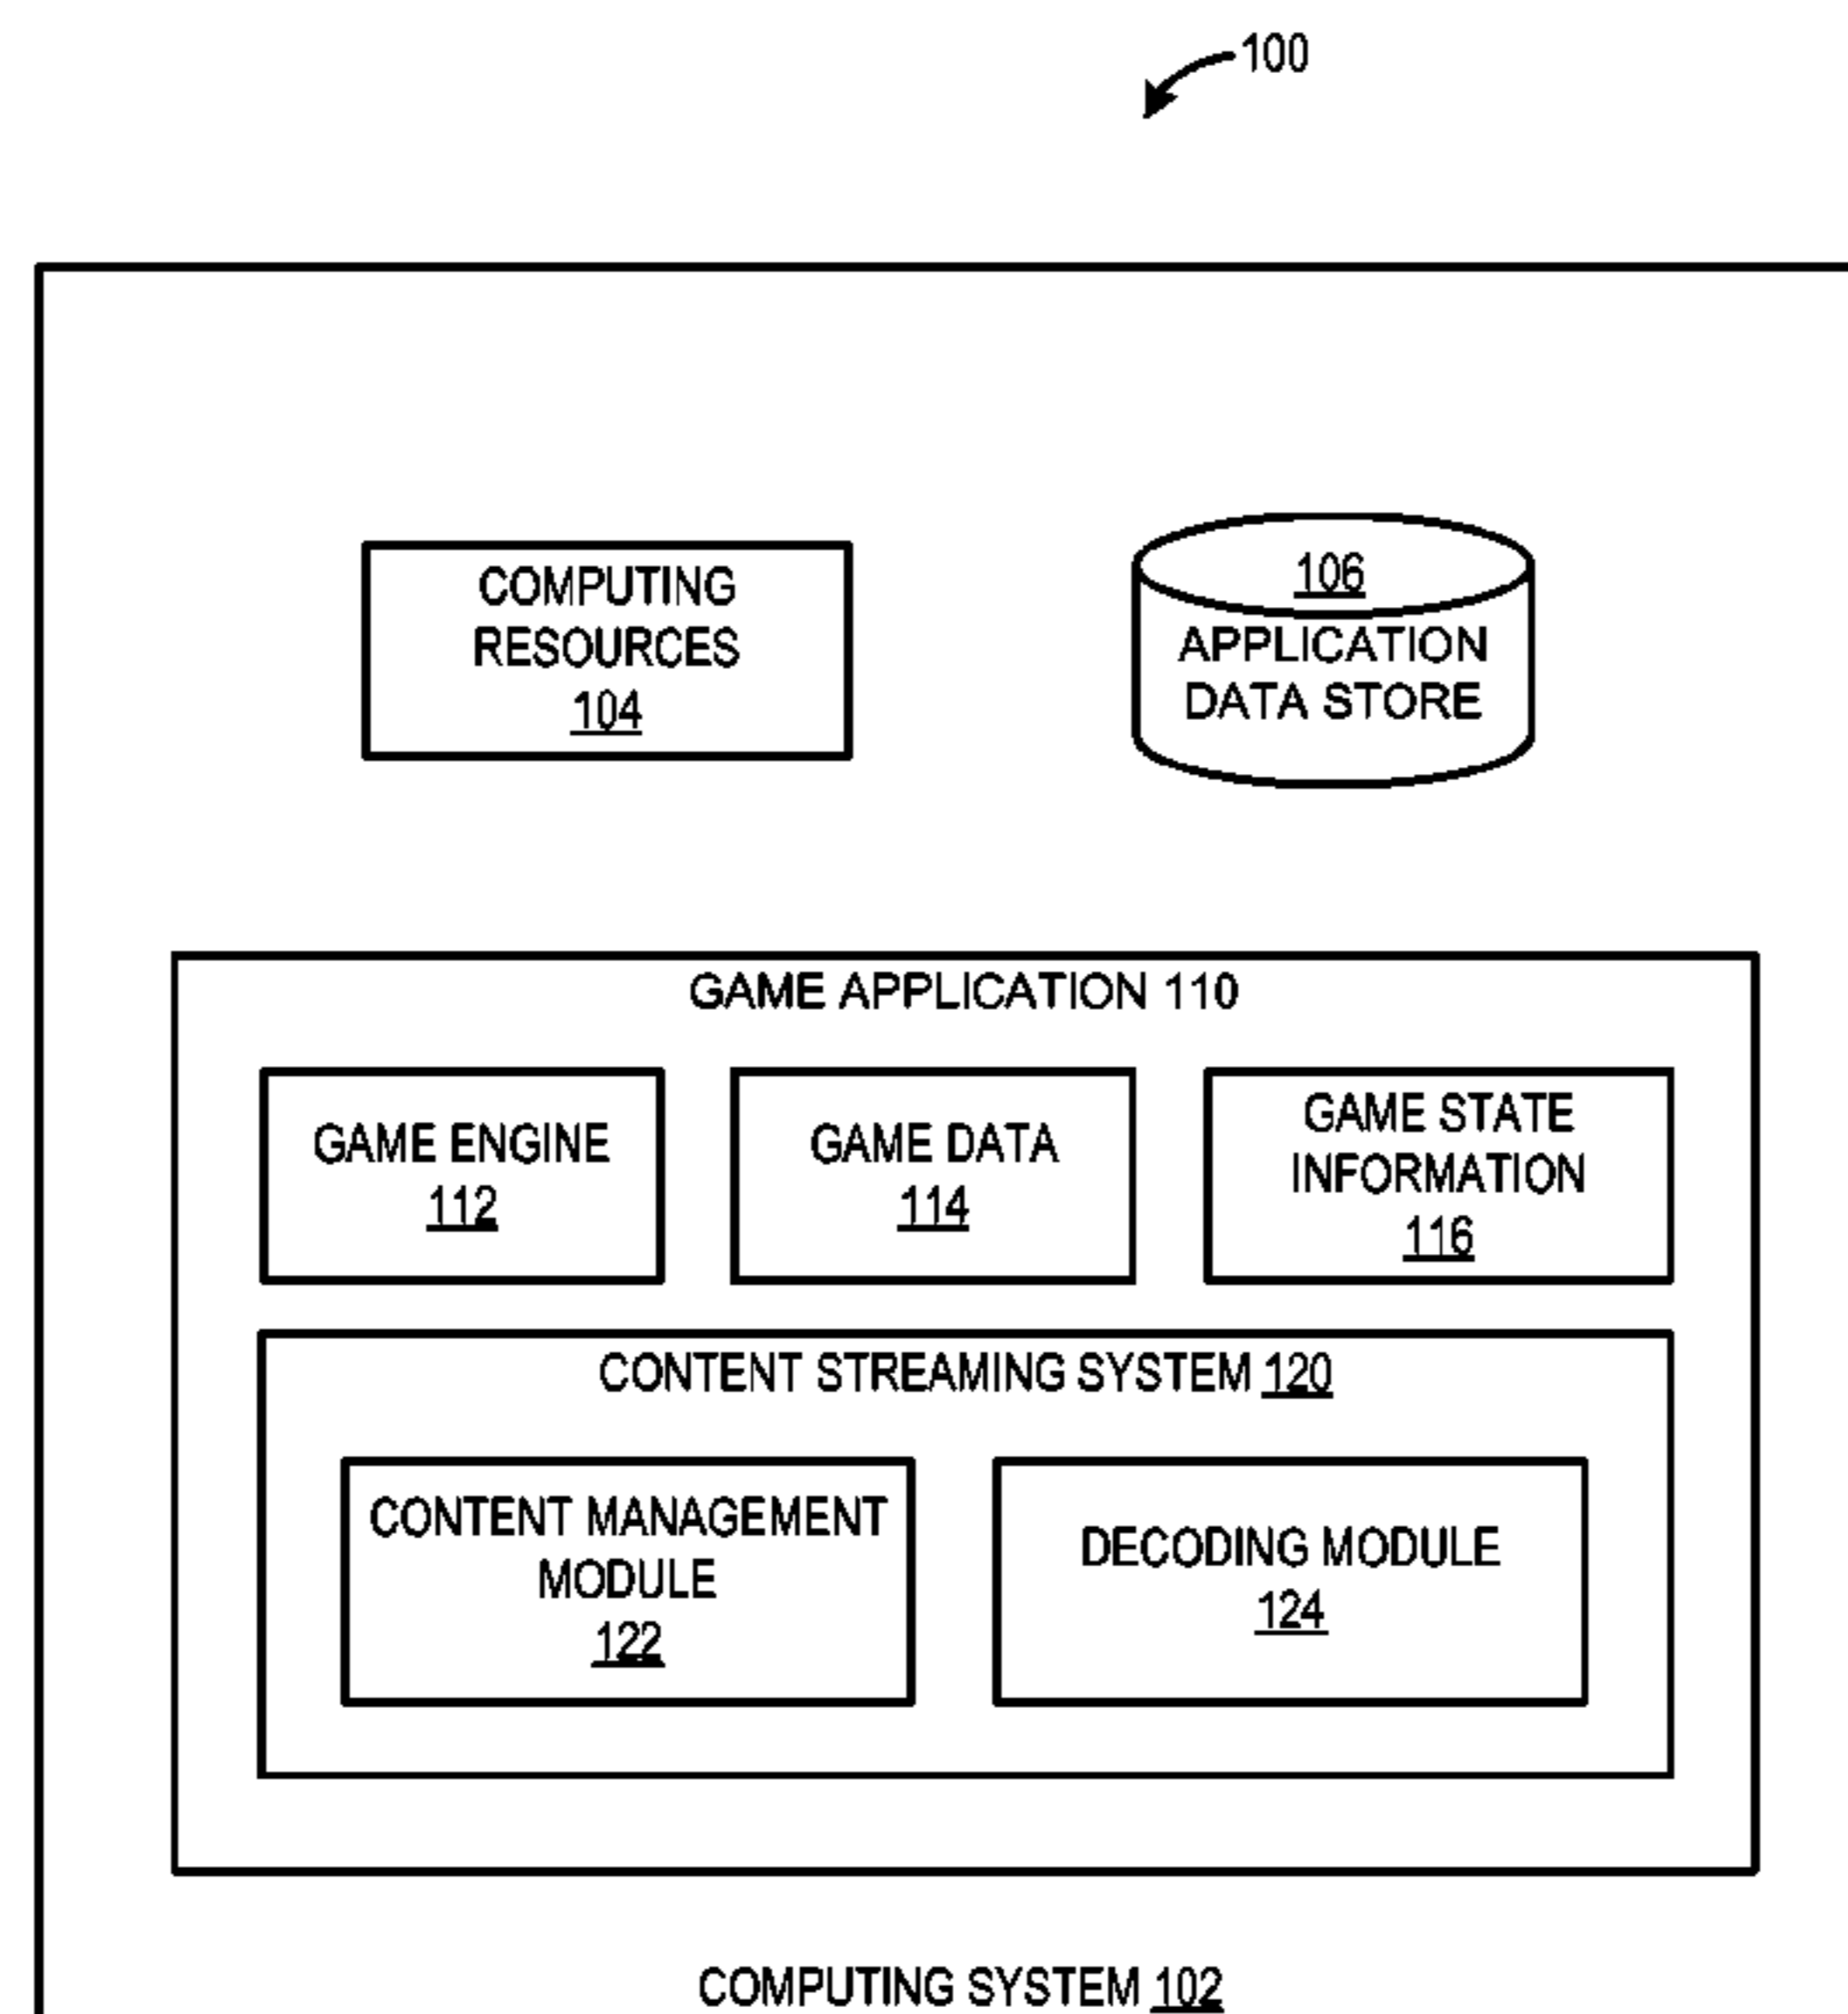 100
COMPUTING
RESOURCES
104
106
APPLICATION
DATA STORE
GAME APPLICATION 110
GAME ENGINE
112
GAME DATA
114
GAME STATE
INFORMATION
116
CONTENT STREAMING SYSTEM 120
CONTENT MANAGEMENT
MODULE
122
DECODING MODULE
124
COMPUTING SYSTEM 102